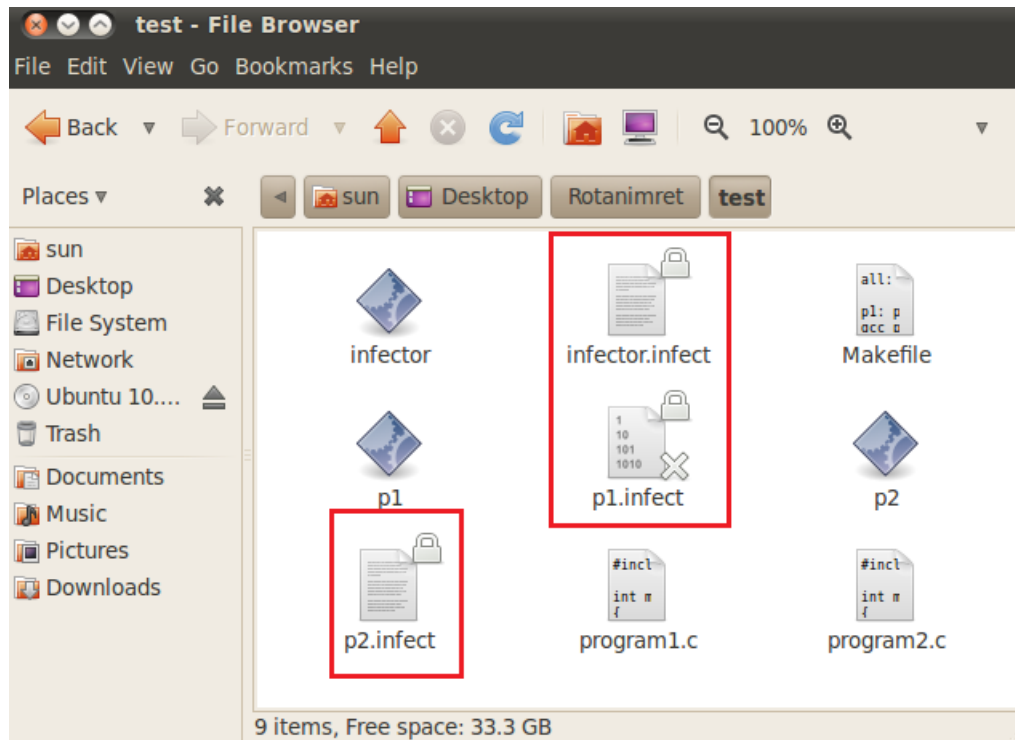 test - File Browser
File Edit View Go Bookmarks Help
Back Forward 100%
Places
sun Desktop Rotanimret test
sun
Desktop
File System
Network
Ubuntu 10....
Trash
Documents
Music
Pictures
Downloads
infector
infector.infect
all:
p1: p
gcc p
Makefile
p1
1
10
101
1010
p1.infect
p2
p2.infect
#incl
int m
{
program1.c
#incl
int m
{
program2.c
9 items, Free space: 33.3 GB